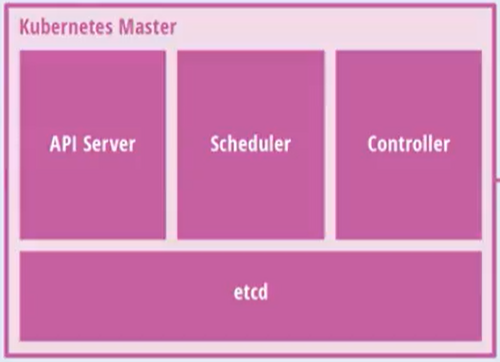 Kubernetes Master
API Server
Scheduler
Controller
etcd